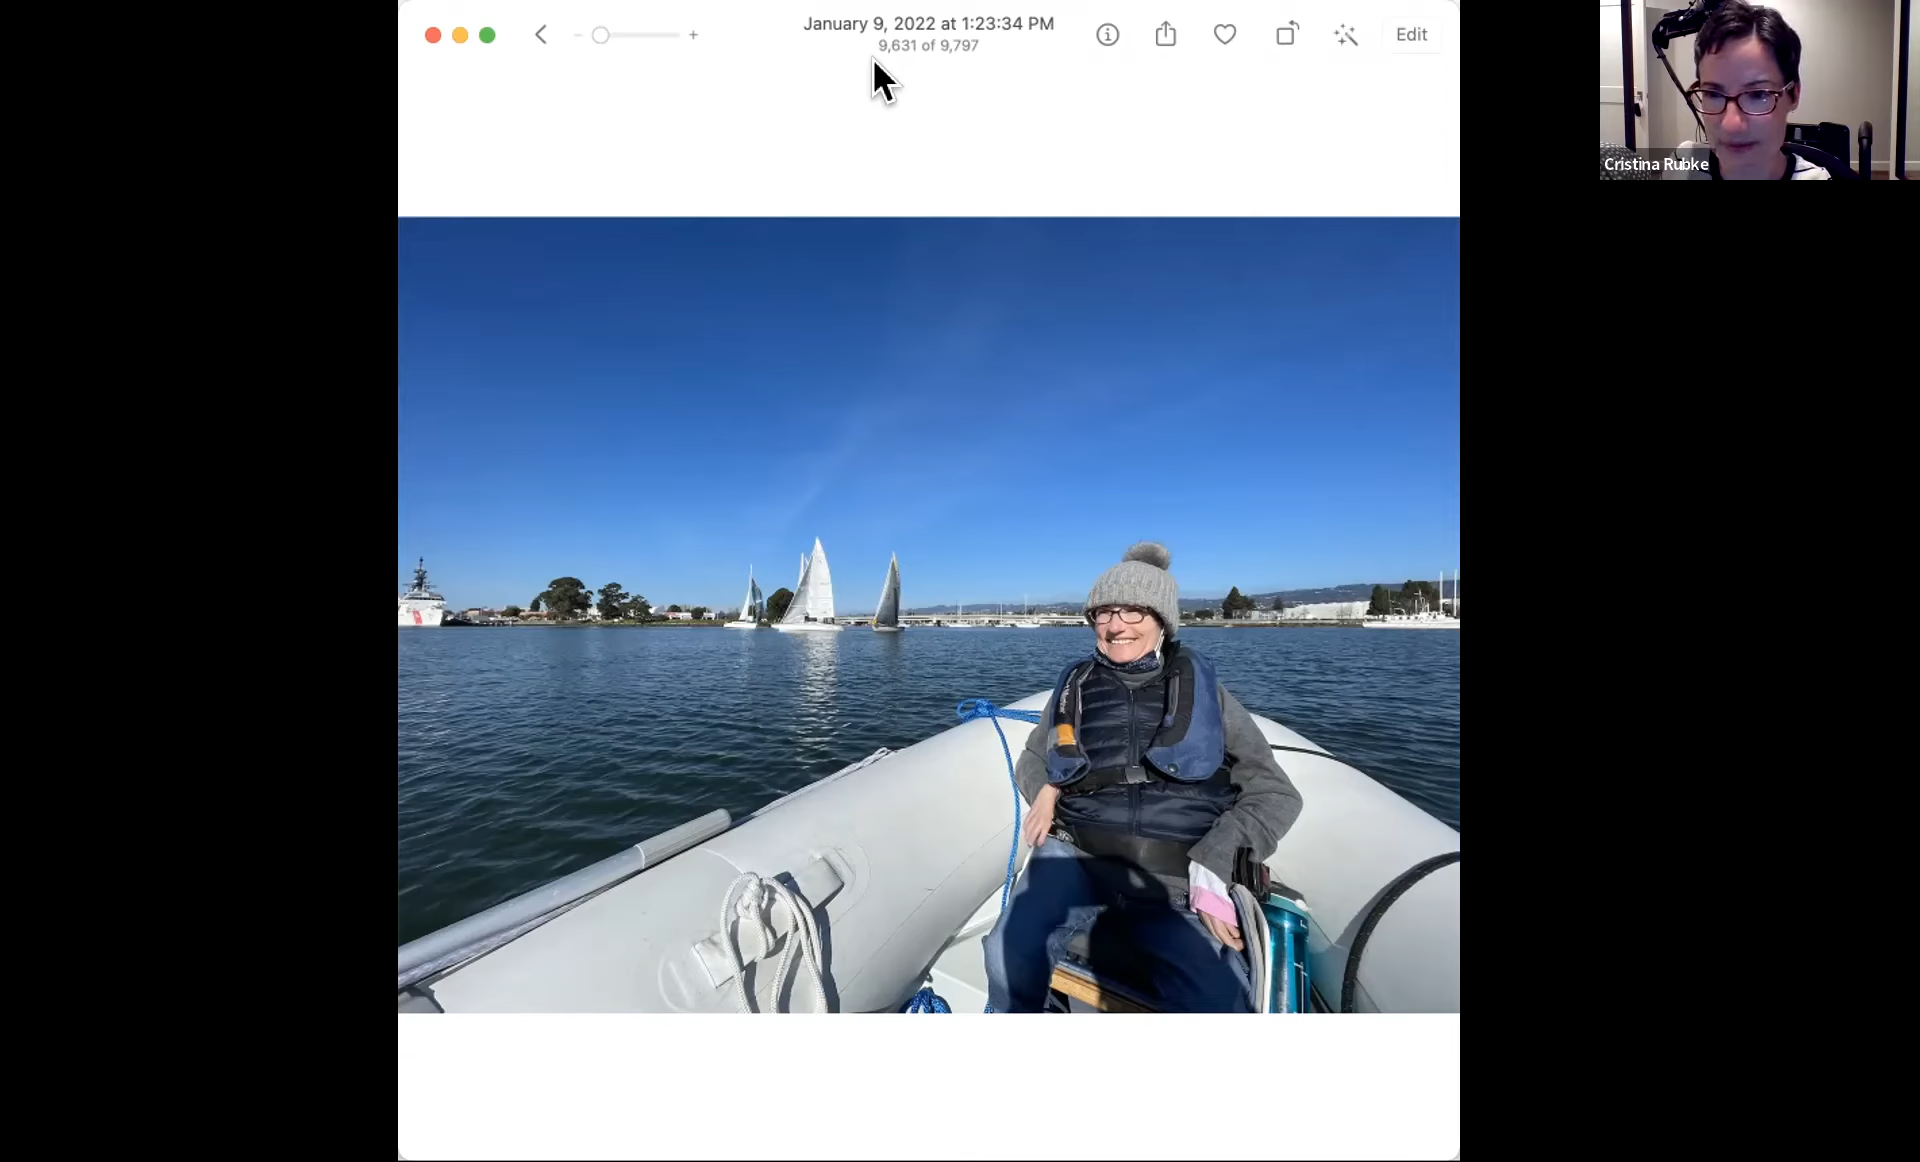 January 9, 2022 at 1:23:34 PM
9,631 of 9,797
Edit
Cristina Rubke